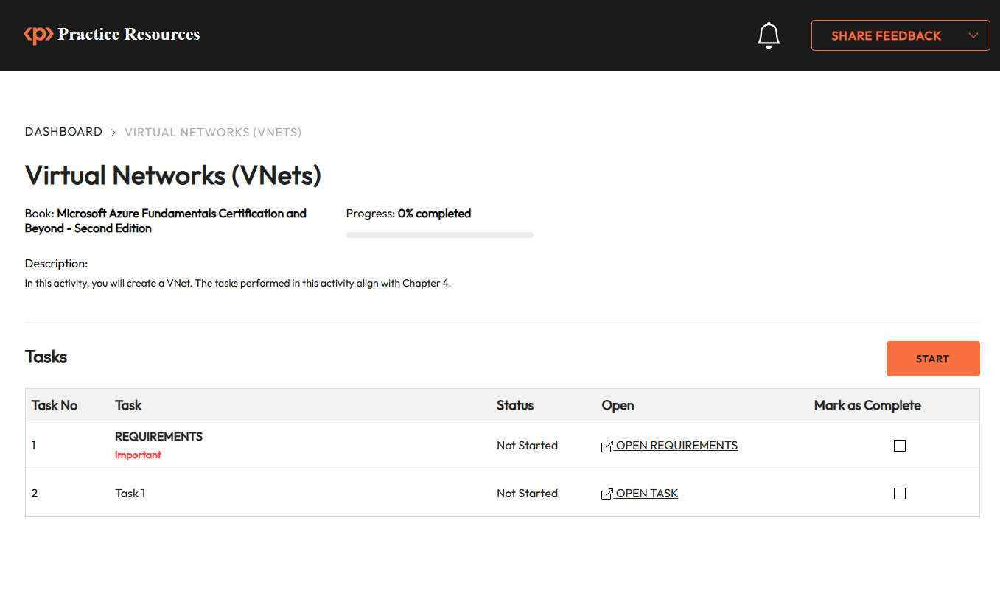 <p> Practice Resources
SHARE FEEDBACK
DASHBOARD > VIRTUAL NETWORKS (VNETS)
Virtual Networks (VNets)
Book: Microsoft Azure Fundamentals Certification and
Beyond - Second Edition
Progress: 0% completed
Description:
In this activity, you will create a VNet. The tasks performed in this activity align with Chapter 4.
Tasks
START
Task No Task Status Open Mark as Complete
1 REQUIREMENTS Not Started OPEN REQUIREMENTS
Important
2 Task 1 Not Started OPEN TASK